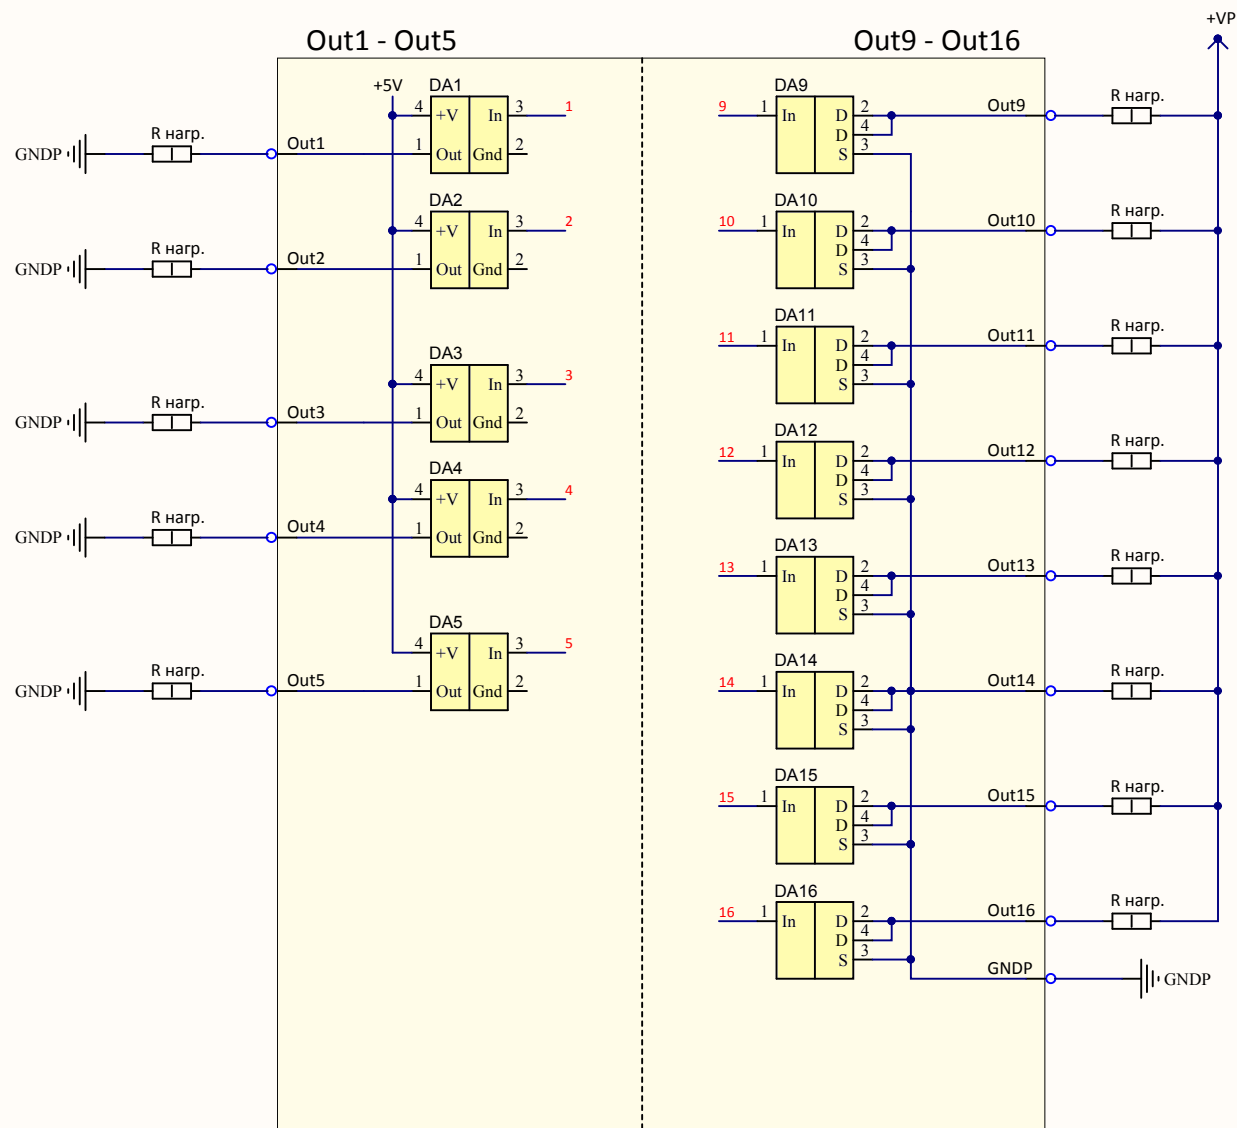 Out1 - Out5
+5V
DA1
4 +V In 3 1
R нагр.
GNDP Out1 1 Out Gnd 2
DA2
4 +V In 3 2
R нагр.
GNDP Out2 1 Out Gnd 2
DA3
4 +V In 3 3
R нагр.
GNDP Out3 1 Out Gnd 2
DA4
4 +V In 3 4
R нагр.
GNDP Out4 1 Out Gnd 2
DA5
4 +V In 3 5
R нагр.
GNDP Out5 1 Out Gnd 2
Out9 - Out16
+VP
DA9
9 1 In D 2 Out9 R нагр.
D 4
S 3
DA10
10 1 In D 2 Out10 R нагр.
D 4
S 3
DA11
11 1 In D 2 Out11 R нагр.
D 4
S 3
DA12
12 1 In D 2 Out12 R нагр.
D 4
S 3
DA13
13 1 In D 2 Out13 R нагр.
D 4
S 3
DA14
14 1 In D 2 Out14 R нагр.
D 4
S 3
DA15
15 1 In D 2 Out15 R нагр.
D 4
S 3
DA16
16 1 In D 2 Out16 R нагр.
D 4
S 3
GNDP GNDP